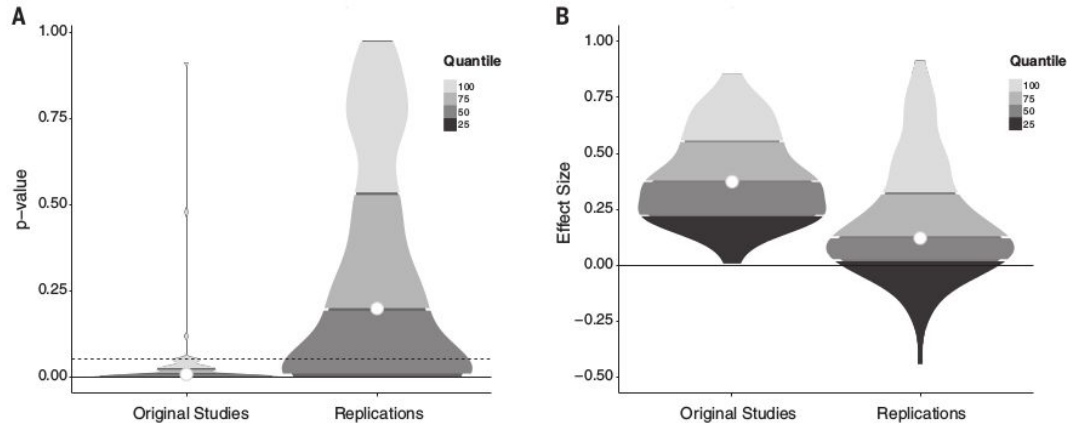 A
p−value
1.00
0.75
0.50
0.25
0.00
Quantile
100
75
50
25
Original Studies
Replications
B
Effect Size
1.00
0.75
0.50
0.25
0.00
−0.25
−0.50
Quantile
100
75
50
25
Original Studies
Replications